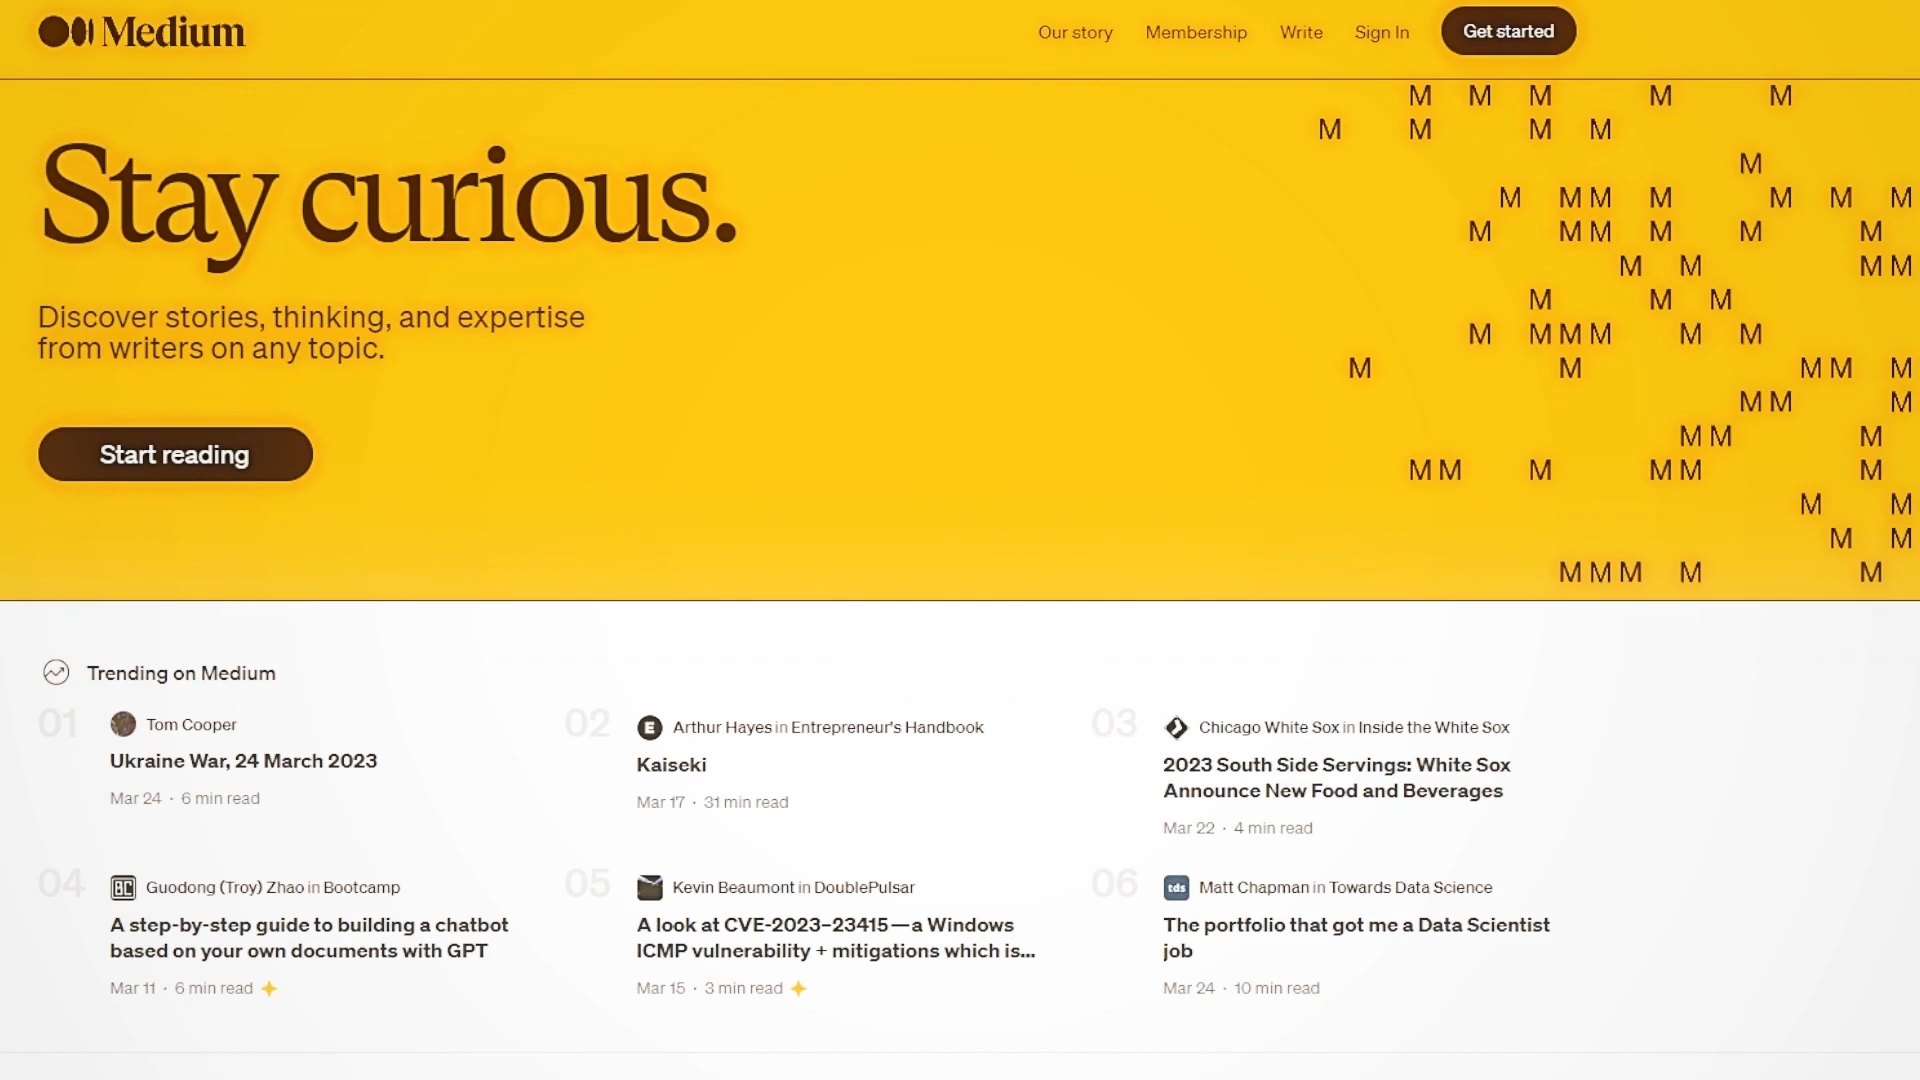 Medium
Our story Membership Write Sign In Get started
M M M M M
M M M M
M
M M M M M M M
M M M M M M
M M M M
M M M
M M M M M M
M M M M M
M M M
M M M
M M M M M M
M M
M M
M M M M M
Stay curious.
Discover stories, thinking, and expertise
from writers on any topic.
Start reading
Trending on Medium
01
Tom Cooper
Ukraine War, 24 March 2023
Mar 24 · 6 min read
02
E
Arthur Hayes in Entrepreneur's Handbook
Kaiseki
Mar 17 · 31 min read
03
Chicago White Sox in Inside the White Sox
2023 South Side Servings: White Sox
Announce New Food and Beverages
Mar 22 · 4 min read
04
BC
Guodong (Troy) Zhao in Bootcamp
A step-by-step guide to building a chatbot
based on your own documents with GPT
Mar 11 · 6 min read
05
Kevin Beaumont in DoublePulsar
A look at CVE-2023–23415 — a Windows
ICMP vulnerability + mitigations which is...
Mar 15 · 3 min read
06
tds
Matt Chapman in Towards Data Science
The portfolio that got me a Data Scientist
job
Mar 24 · 10 min read